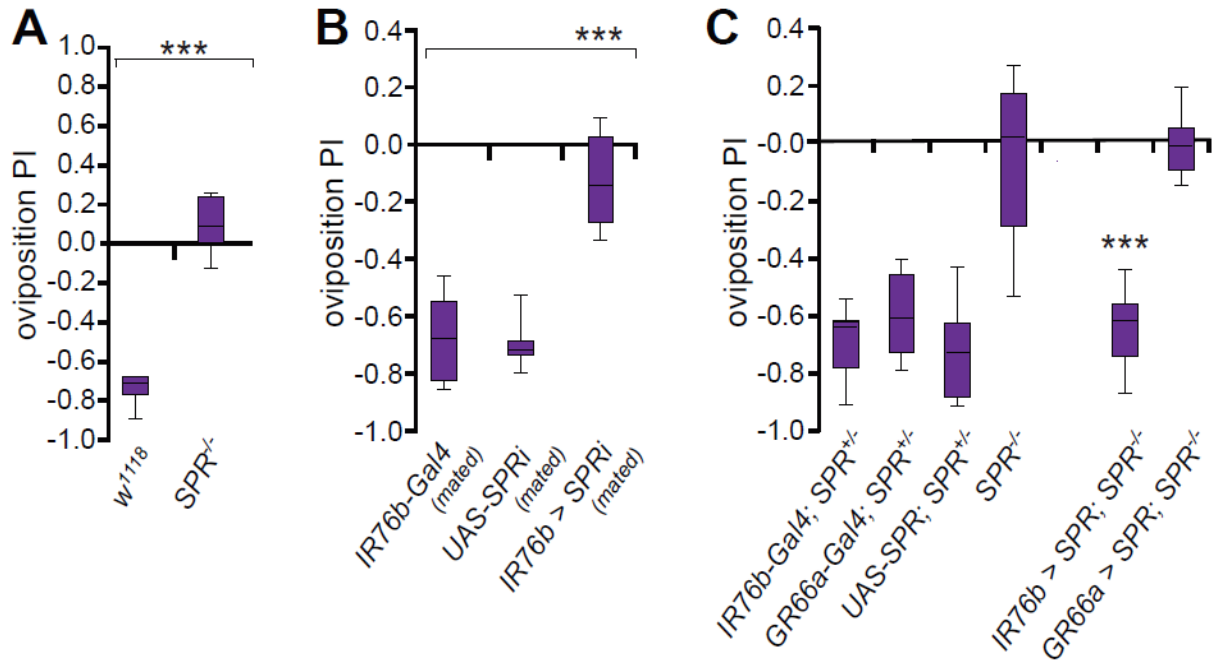 A
B
C
***
1.0
0.8
0.6
0.4
0.2
0.0
-0.2
-0.4
-0.6
-0.8
-1.0
oviposition PI
w1118
SPR-/-
***
0.4
0.2
0.0
-0.2
-0.4
-0.6
-0.8
-1.0
oviposition PI
IR76b-Gal4
(mated)
UAS-SPRi
(mated)
IR76b > SPRi
(mated)
0.4
0.2
-0.0
-0.2
-0.4
-0.6
-0.8
-1.0
oviposition PI
***
IR76b-Gal4; SPR+/-
GR66a-Gal4; SPR+/-
UAS-SPR; SPR+/-
SPR-/-
IR76b > SPR; SPR-/-
GR66a > SPR; SPR-/-